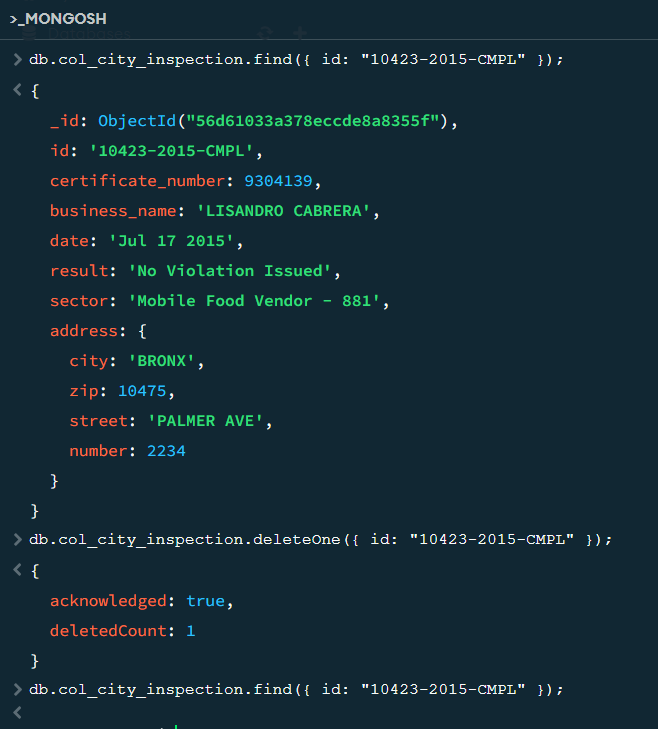 >_MONGOSH
Databases
> db.col_city_inspection.find({ id: "10423-2015-CMPL" });
< {
_id: ObjectId("56d61033a378eccde8a8355f"),
id: '10423-2015-CMPL',
certificate_number: 9304139,
business_name: 'LISANDRO CABRERA',
date: 'Jul 17 2015',
result: 'No Violation Issued',
sector: 'Mobile Food Vendor - 881',
address: {
city: 'BRONX',
zip: 10475,
street: 'PALMER AVE',
number: 2234
}
}
> db.col_city_inspection.deleteOne({ id: "10423-2015-CMPL" });
< {
acknowledged: true,
deletedCount: 1
}
> db.col_city_inspection.find({ id: "10423-2015-CMPL" });
<